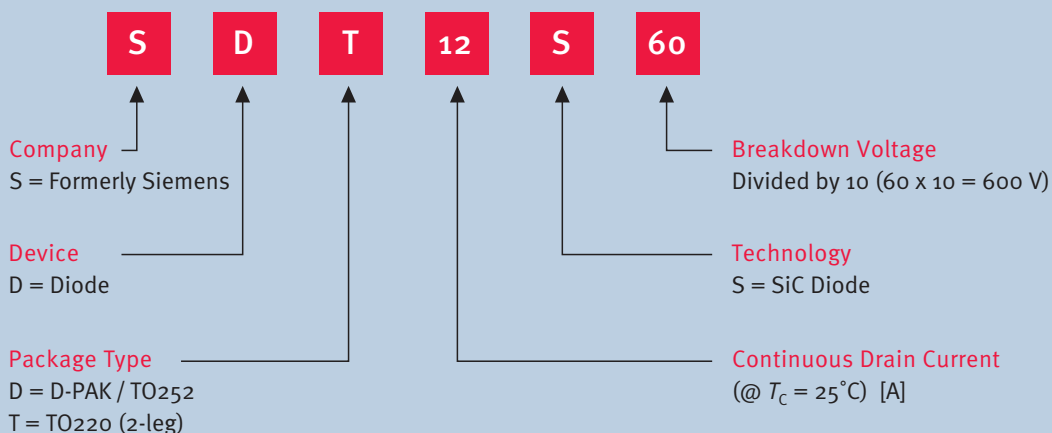 S D T 12 S 60
Company
S = Formerly Siemens
Device
D = Diode
Package Type
D = D-PAK / TO252
T = TO220 (2-leg)
Breakdown Voltage
Divided by 10 (60 x 10 = 600 V)
Technology
S = SiC Diode
Continuous Drain Current
(@ T_C = 25˚C) [A]